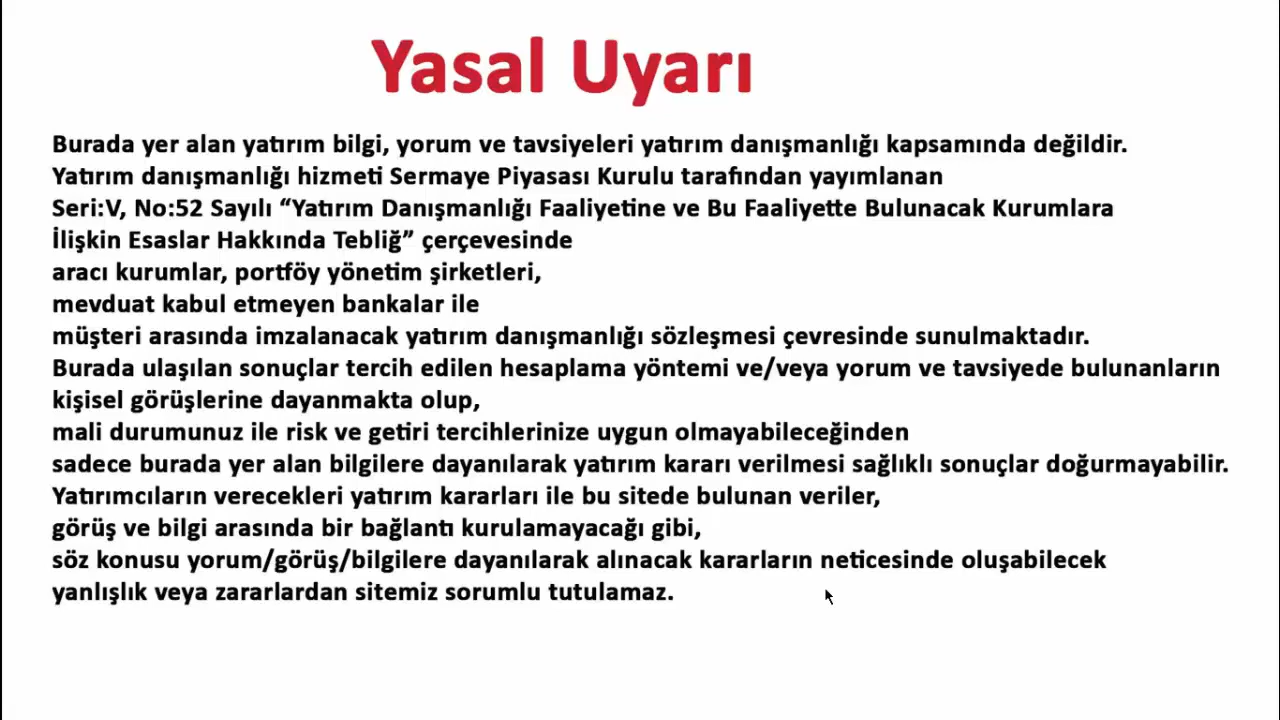 Yasal Uyarı
Burada yer alan yatırım bilgi, yorum ve tavsiyeleri yatırım danışmanlığı kapsamında değildir.
Yatırım danışmanlığı hizmeti Sermaye Piyasası Kurulu tarafından yayımlanan
Seri:V, No:52 Sayılı “Yatırım Danışmanlığı Faaliyetine ve Bu Faaliyette Bulunacak Kurumlara
İlişkin Esaslar Hakkında Tebliğ” çerçevesinde
aracı kurumlar, portföy yönetim şirketleri,
mevduat kabul etmeyen bankalar ile
müşteri arasında imzalanacak yatırım danışmanlığı sözleşmesi çevresinde sunulmaktadır.
Burada ulaşılan sonuçlar tercih edilen hesaplama yöntemi ve/veya yorum ve tavsiyede bulunanların
kişisel görüşlerine dayanmakta olup,
mali durumunuz ile risk ve getiri tercihlerinize uygun olmayabileceğinden
sadece burada yer alan bilgilere dayanılarak yatırım kararı verilmesi sağlıklı sonuçlar doğurmayabilir.
Yatırımcıların verecekleri yatırım kararları ile bu sitede bulunan veriler,
görüş ve bilgi arasında bir bağlantı kurulamayacağı gibi,
söz konusu yorum/görüş/bilgilere dayanılarak alınacak kararların neticesinde oluşabilecek
yanlışlık veya zararlardan sitemiz sorumlu tutulamaz.